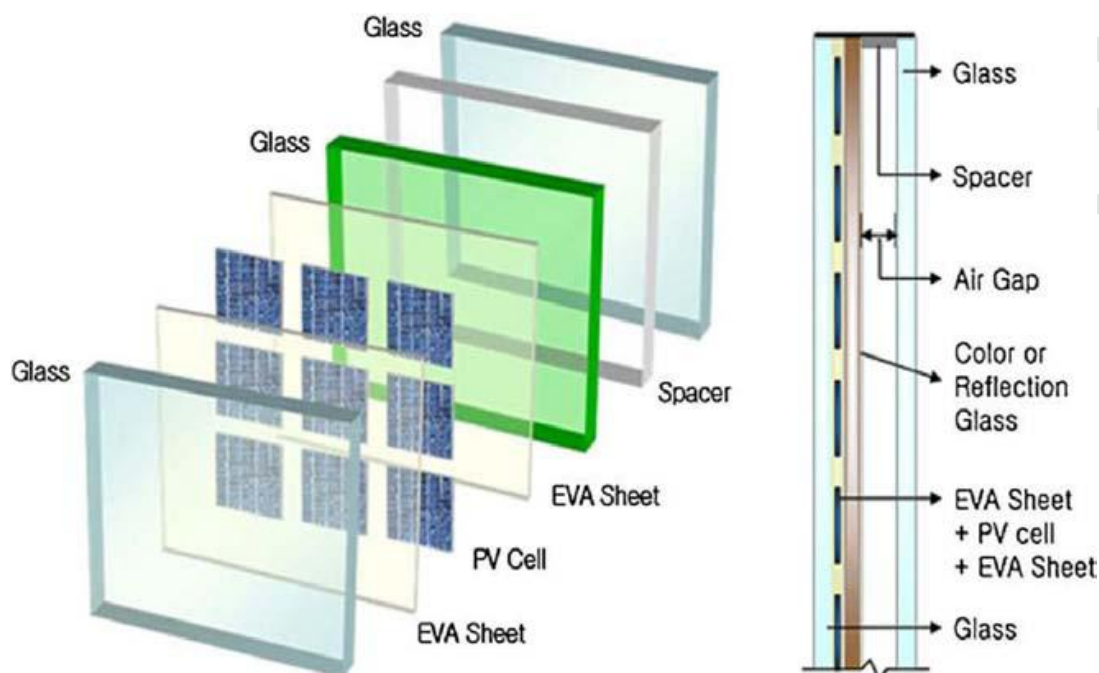 Glass
Glass
Glass
Spacer
EVA Sheet
PV Cell
EVA Sheet
Glass
Spacer
Air Gap
Color or
Reflection
Glass
EVA Sheet
+ PV cell
+ EVA Sheet
Glass